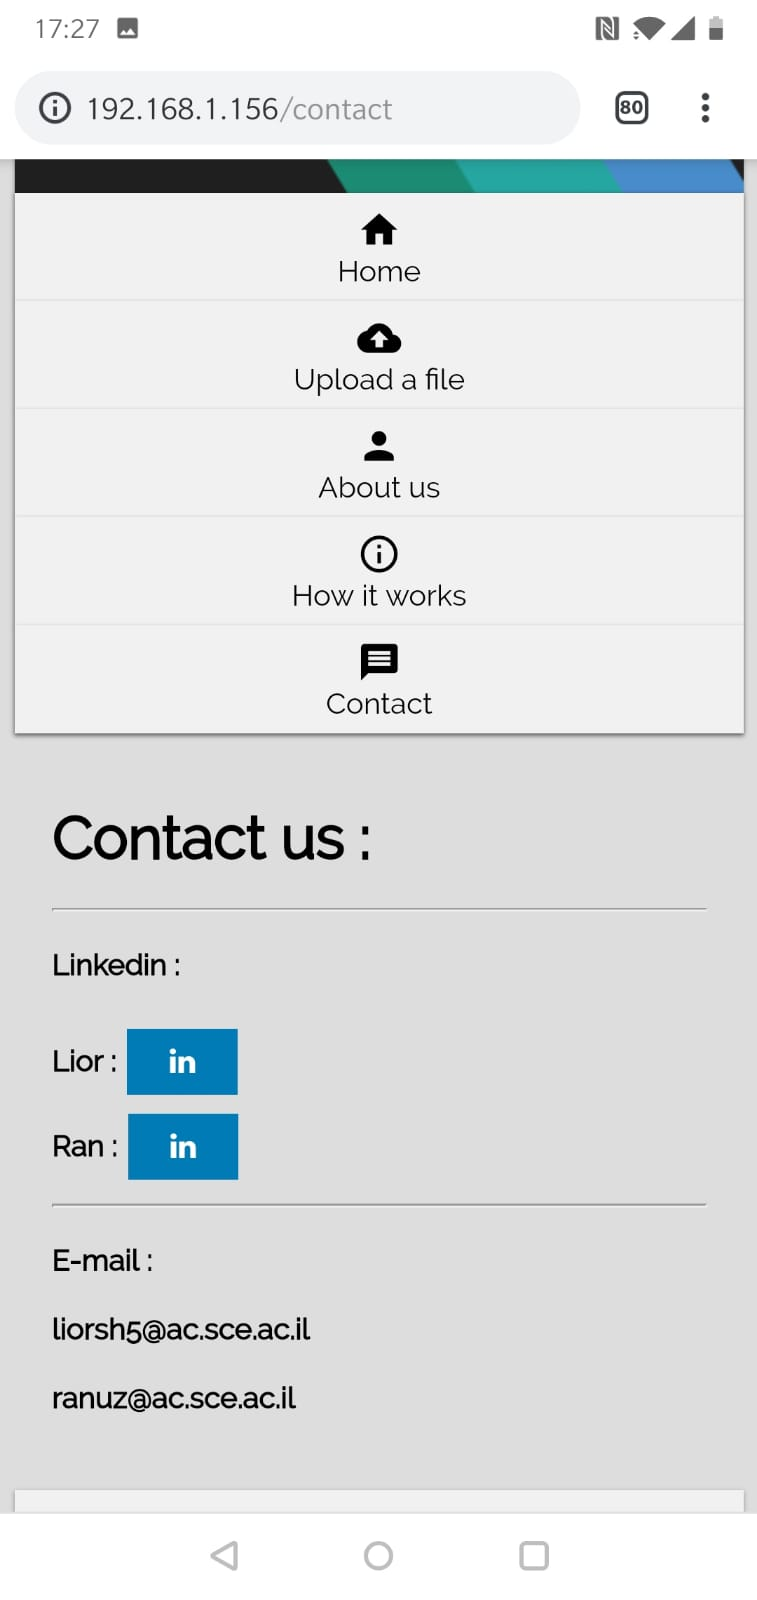 17:27
192.168.1.156/contact
80
Home
Upload a file
About us
How it works
Contact
Contact us :
Linkedin :
Lior : in
Ran : in
E-mail :
liorsh5@ac.sce.ac.il
ranuz@ac.sce.ac.il